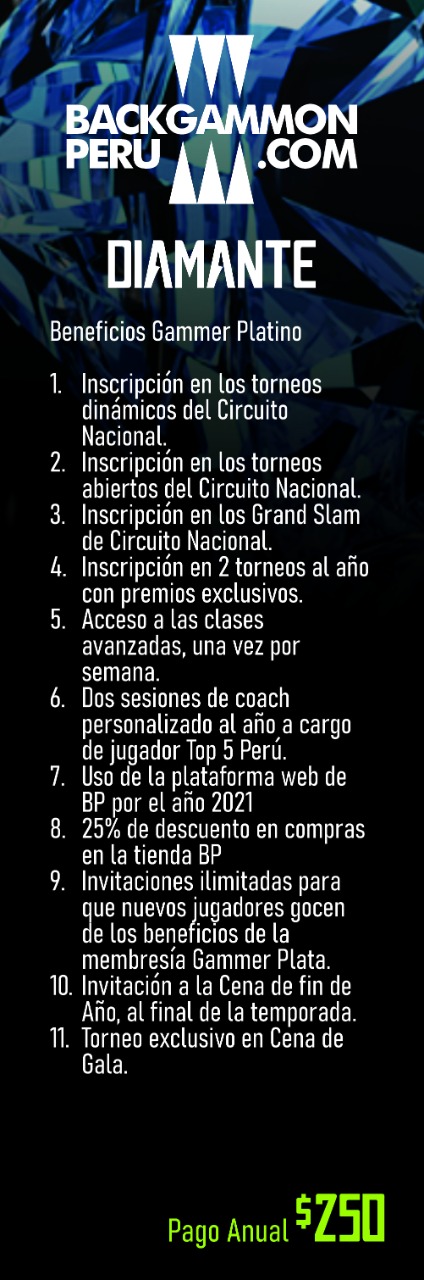 BACKGAMMON
PERU .COM
DIAMANTE
Beneficios Gammer Platino
1. Inscripción en los torneos
dinámicos del Circuito
Nacional.
2. Inscripción en los torneos
abiertos del Circuito Nacional.
3. Inscripción en los Grand Slam
de Circuito Nacional.
4. Inscripción en 2 torneos al año
con premios exclusivos.
5. Acceso a las clases
avanzadas, una vez por
semana.
6. Dos sesiones de coach
personalizado al año a cargo
de jugador Top 5 Perú.
7. Uso de la plataforma web de
BP por el año 2021
8. 25% de descuento en compras
en la tienda BP
9. Invitaciones ilimitadas para
que nuevos jugadores gocen
de los beneficios de la
membresía Gammer Plata.
10. Invitación a la Cena de fin de
Año, al final de la temporada.
11. Torneo exclusivo en Cena de
Gala.
Pago Anual $250